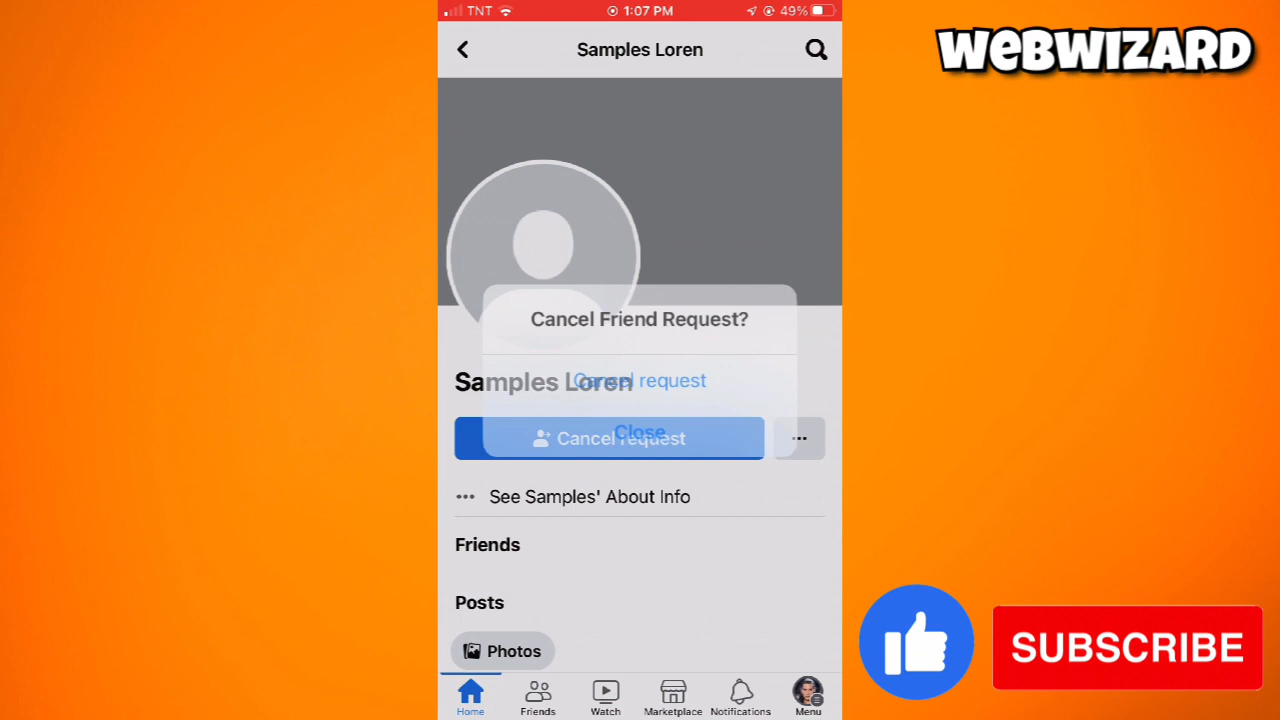 TNT 1:07 PM 49%
WEBWIZARD
Samples Loren
Cancel Friend Request?
Samples Loren
Cancel request
Close
Cancel request
See Samples' About Info
Friends
Posts
Photos
SUBSCRIBE
Home Friends Watch Marketplace Notifications Menu